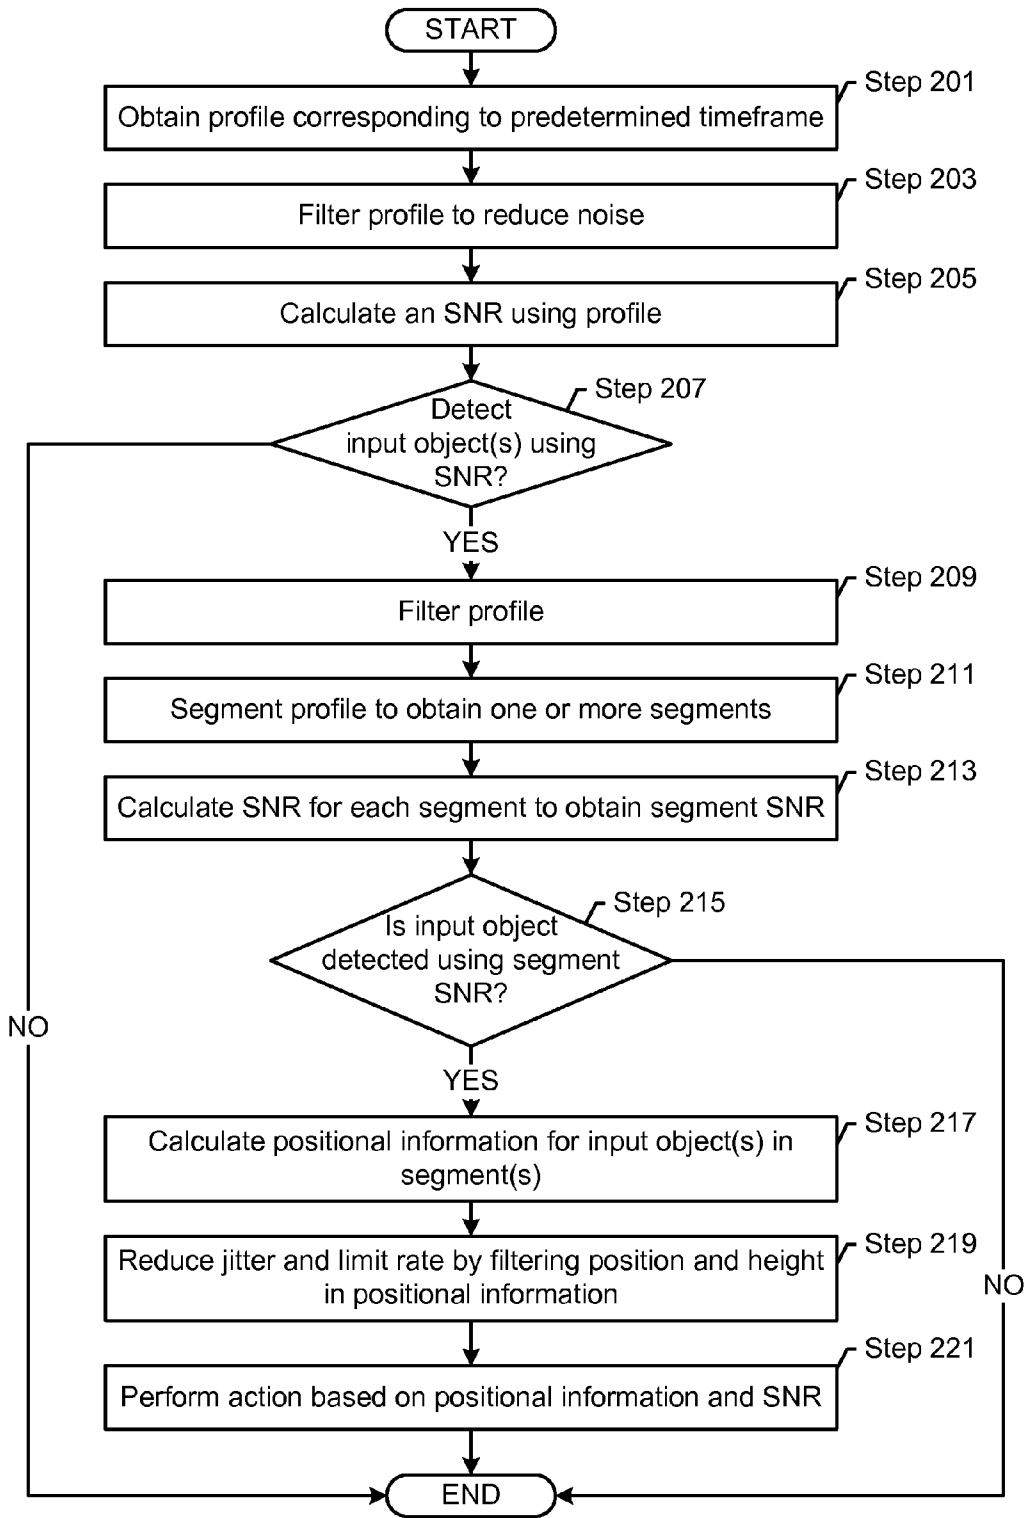 START
Step 201
Obtain profile corresponding to predetermined timeframe
Step 203
Filter profile to reduce noise
Step 205
Calculate an SNR using profile
Step 207
Detect
input object(s) using
SNR?
YES
Step 209
Filter profile
Step 211
Segment profile to obtain one or more segments
Step 213
Calculate SNR for each segment to obtain segment SNR
Step 215
Is input object
detected using segment
SNR?
NO
YES
Step 217
Calculate positional information for input object(s) in
segment(s)
Step 219
Reduce jitter and limit rate by filtering position and height
in positional information
NO
Step 221
Perform action based on positional information and SNR
END